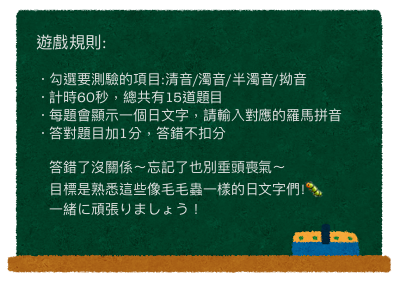 遊戲規則:
·勾選要測驗的項目:清音/濁音/半濁音/拗音
·計時60秒，總共有15道題目
·每題會顯示一個日文字，請輸入對應的羅馬拼音
·答對題目加1分，答錯不扣分
答錯了沒關係～忘記了也別垂頭喪氣～
目標是熟悉這些像毛毛蟲一樣的日文字們!🐛
一緒に頑張りましょう！